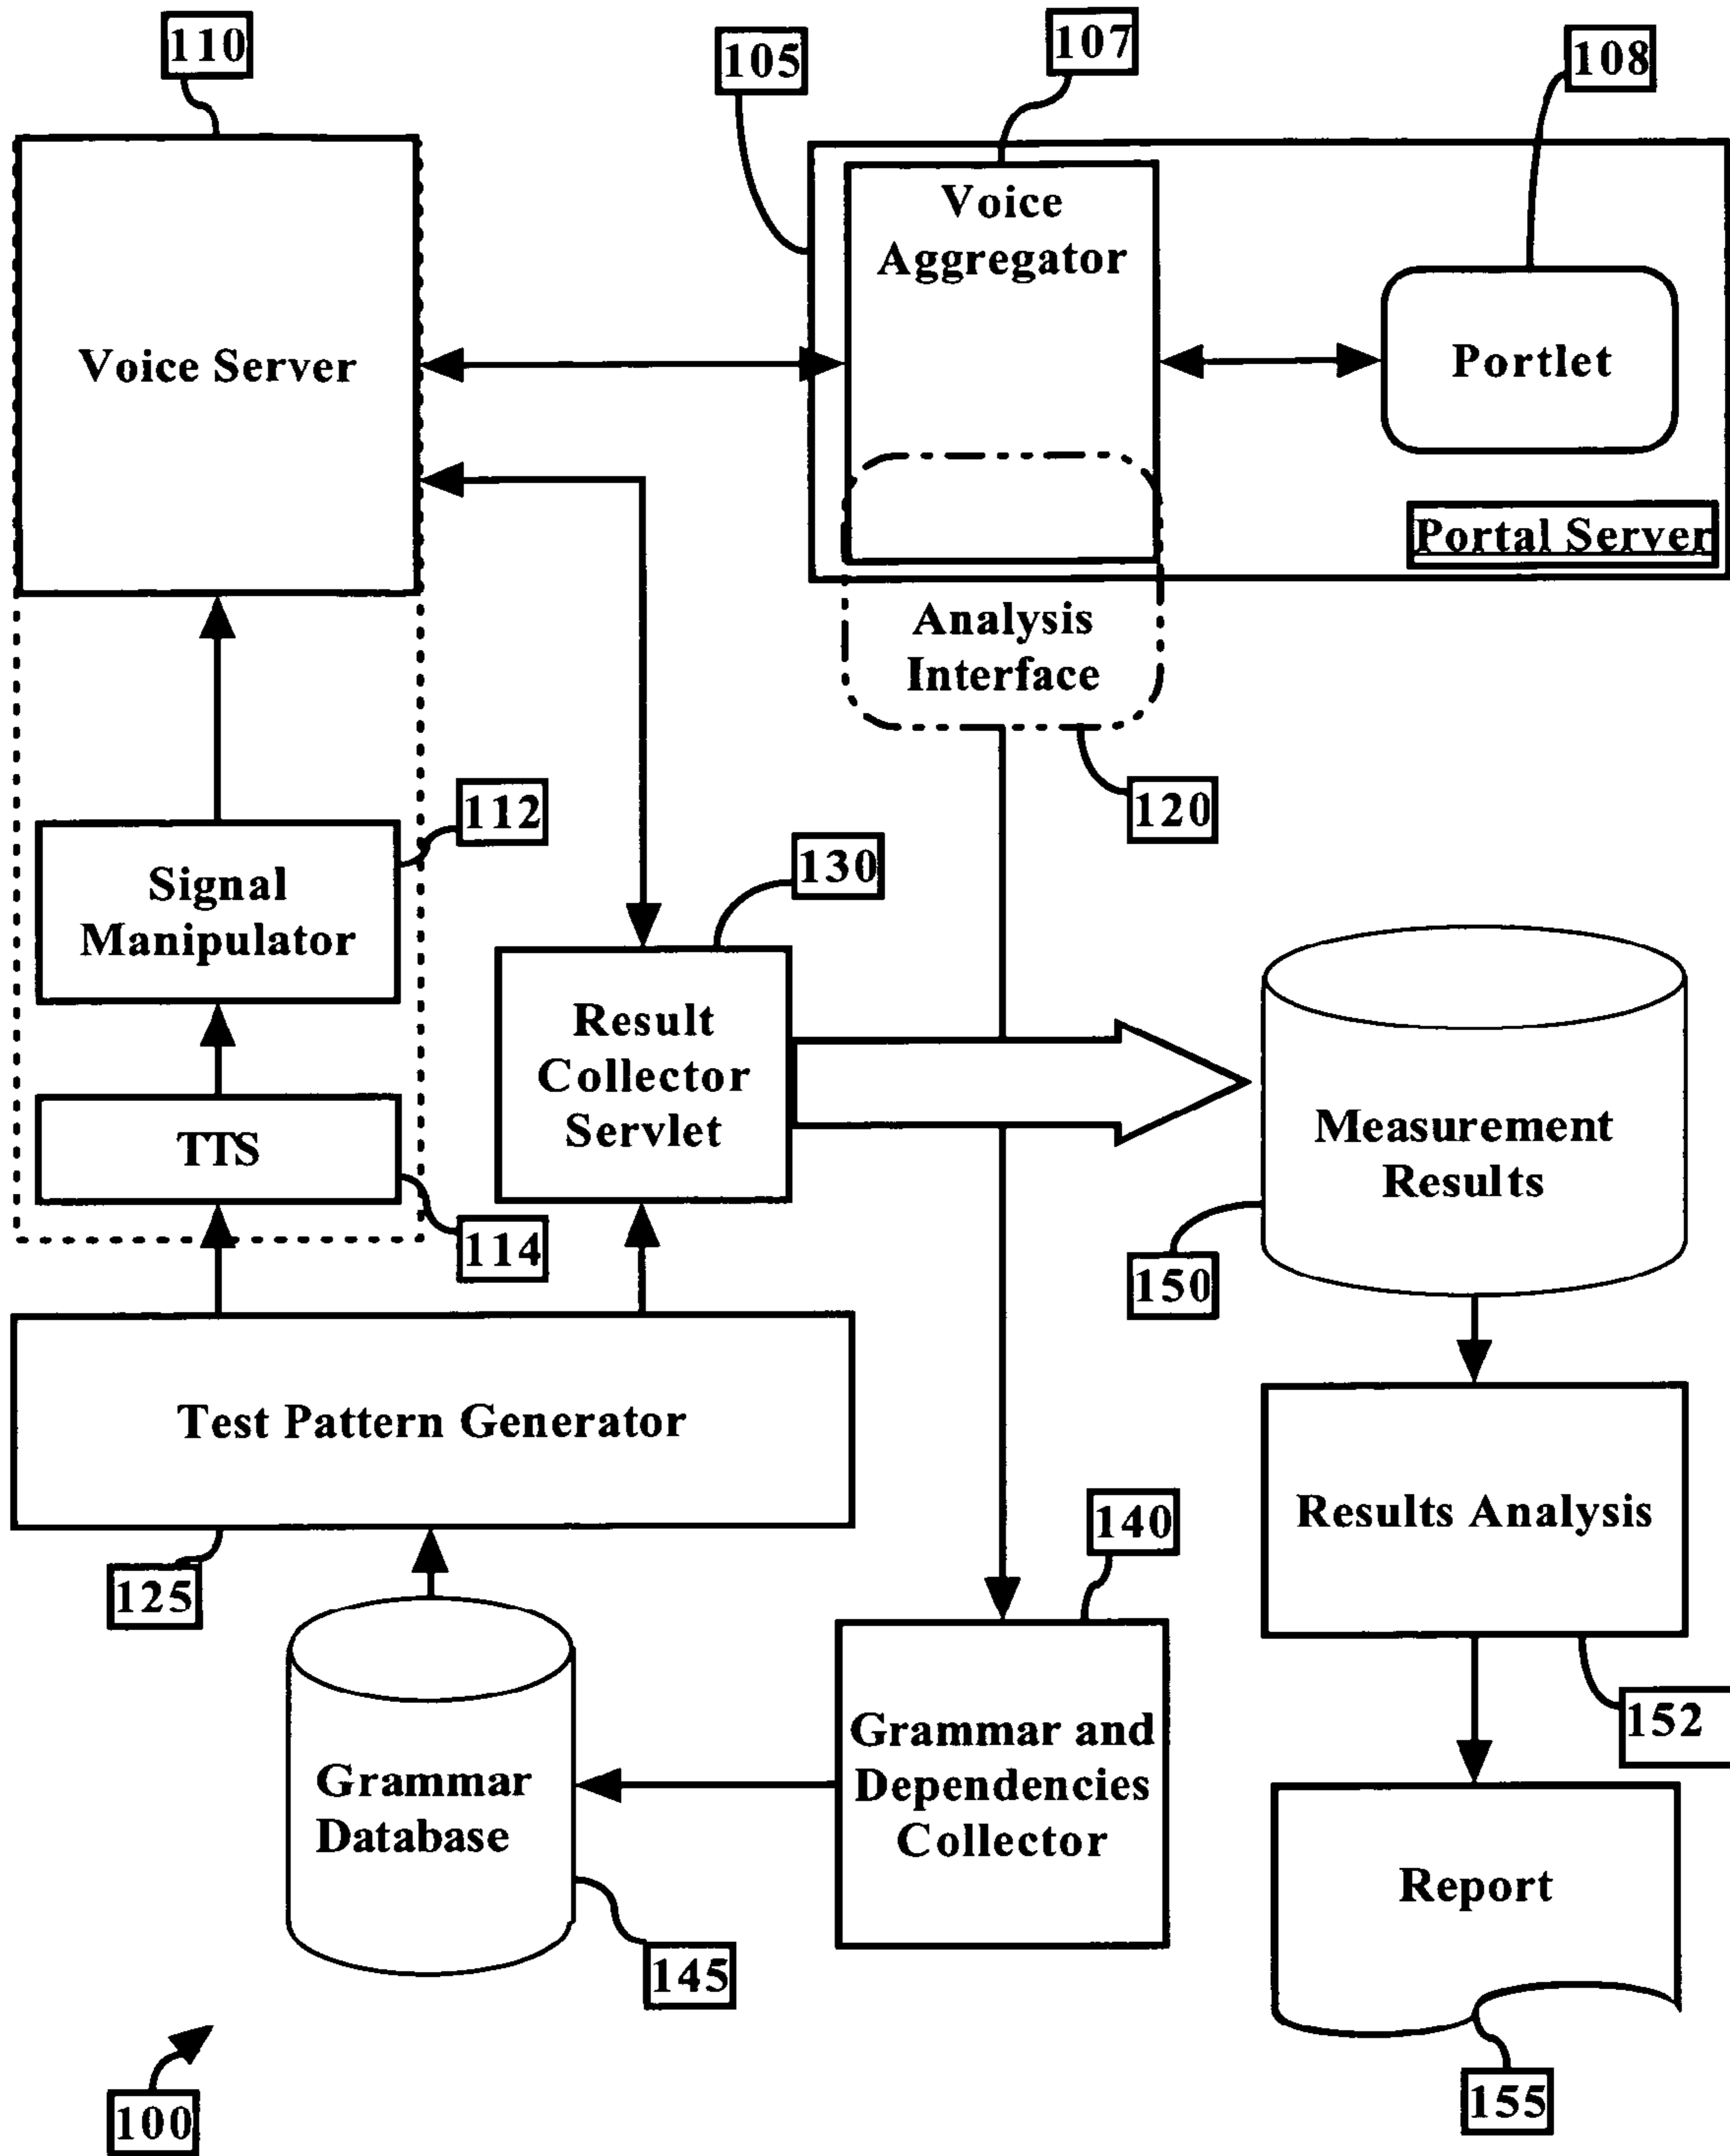 110
105
107
108
Voice
Aggregator
Voice Server
Portlet
Portal Server
Analysis
Interface
112
120
130
Signal
Manipulator
Result
Collector
Servlet
TTS
Measurement
Results
114
150
Test Pattern Generator
Results Analysis
140
125
152
Grammar and
Dependencies
Collector
Grammar
Database
Report
145
100
155